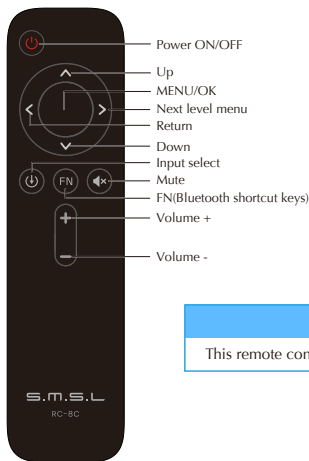 Power ON/OFF
Up
MENU/OK
Next level menu
Return
Down
Input select
Mute
FN(Bluetooth shortcut keys)
Volume +
Volume -
FN
+
-
This remote con
S.M.S.L
RC-8C